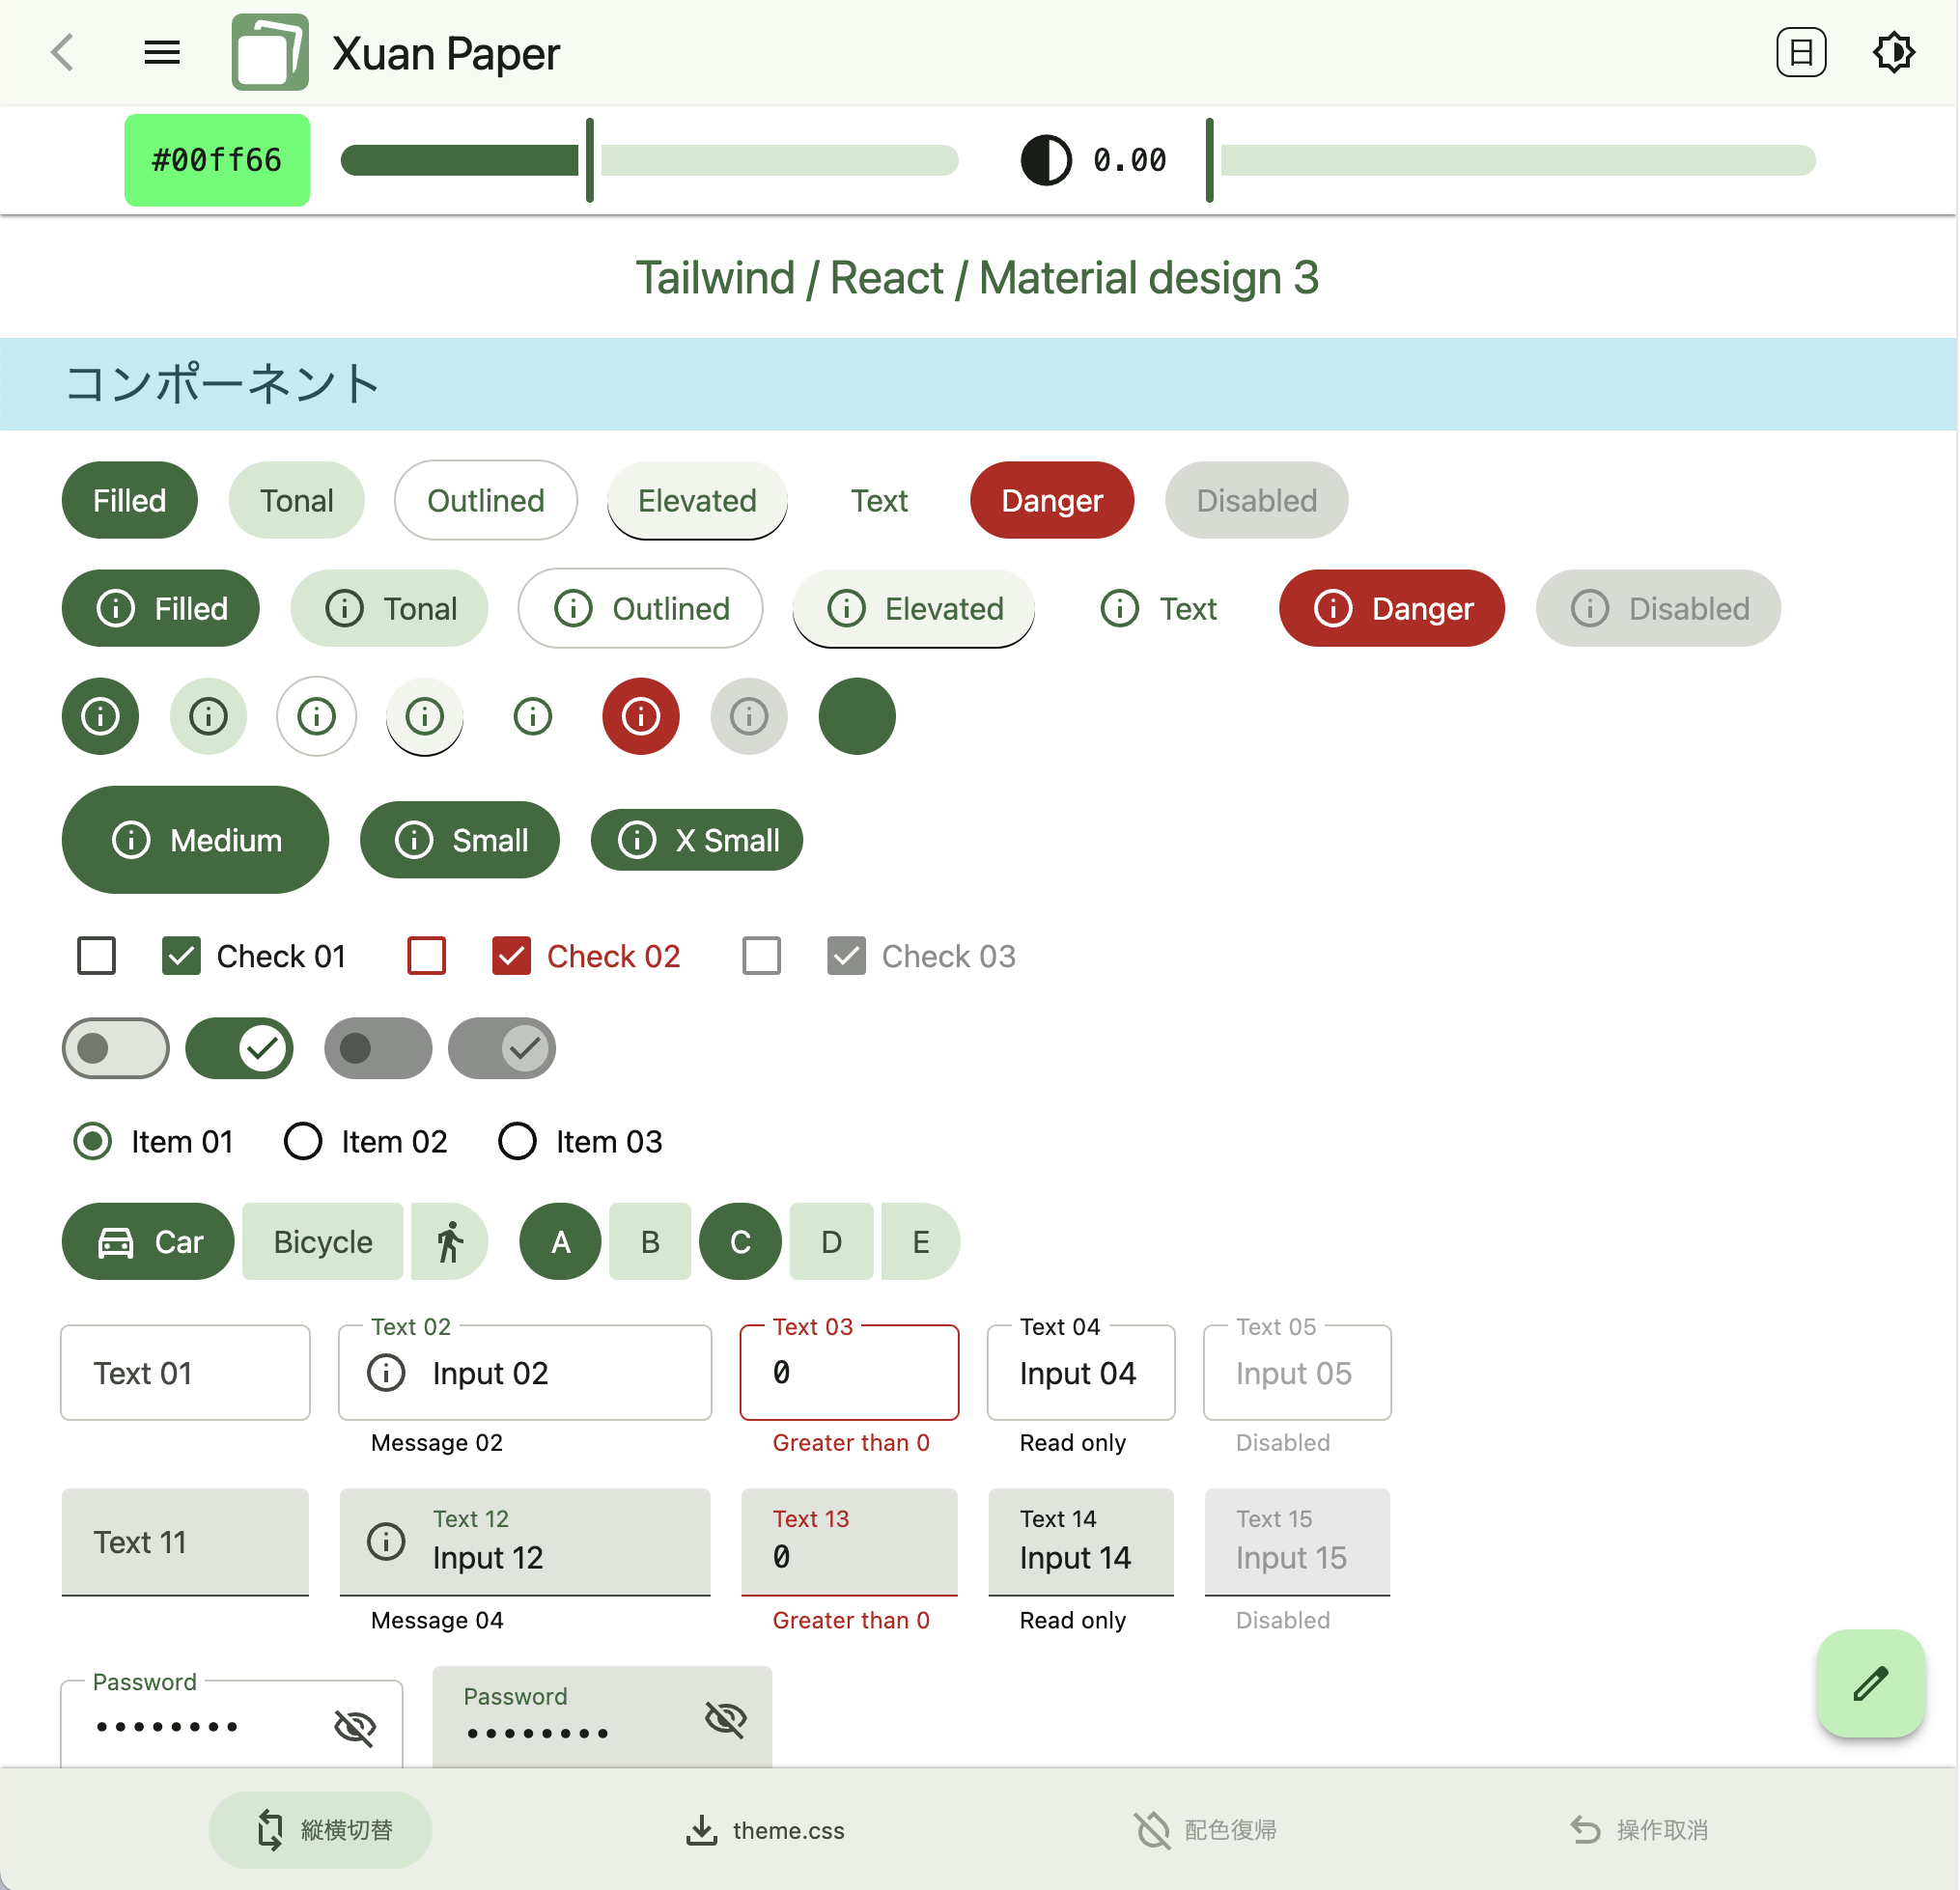 Xuan Paper
日
#00ff66
0.00
Tailwind / React / Material design 3
コンポーネント
Filled Tonal Outlined Elevated Text Danger Disabled
Filled Tonal Outlined Elevated Text Danger Disabled
Medium Small X Small
Check 01 Check 02 Check 03
Item 01 Item 02 Item 03
Car Bicycle A B C D E
Text 02 Text 03 Text 04 Text 05
Text 01 Input 02 0 Input 04 Input 05
Message 02 Greater than 0 Read only Disabled
Text 12 Text 13 Text 14 Text 15
Text 11 Input 12 0 Input 14 Input 15
Message 04 Greater than 0 Read only Disabled
Password Password
縦横切替 theme.css 配色復帰 操作取消